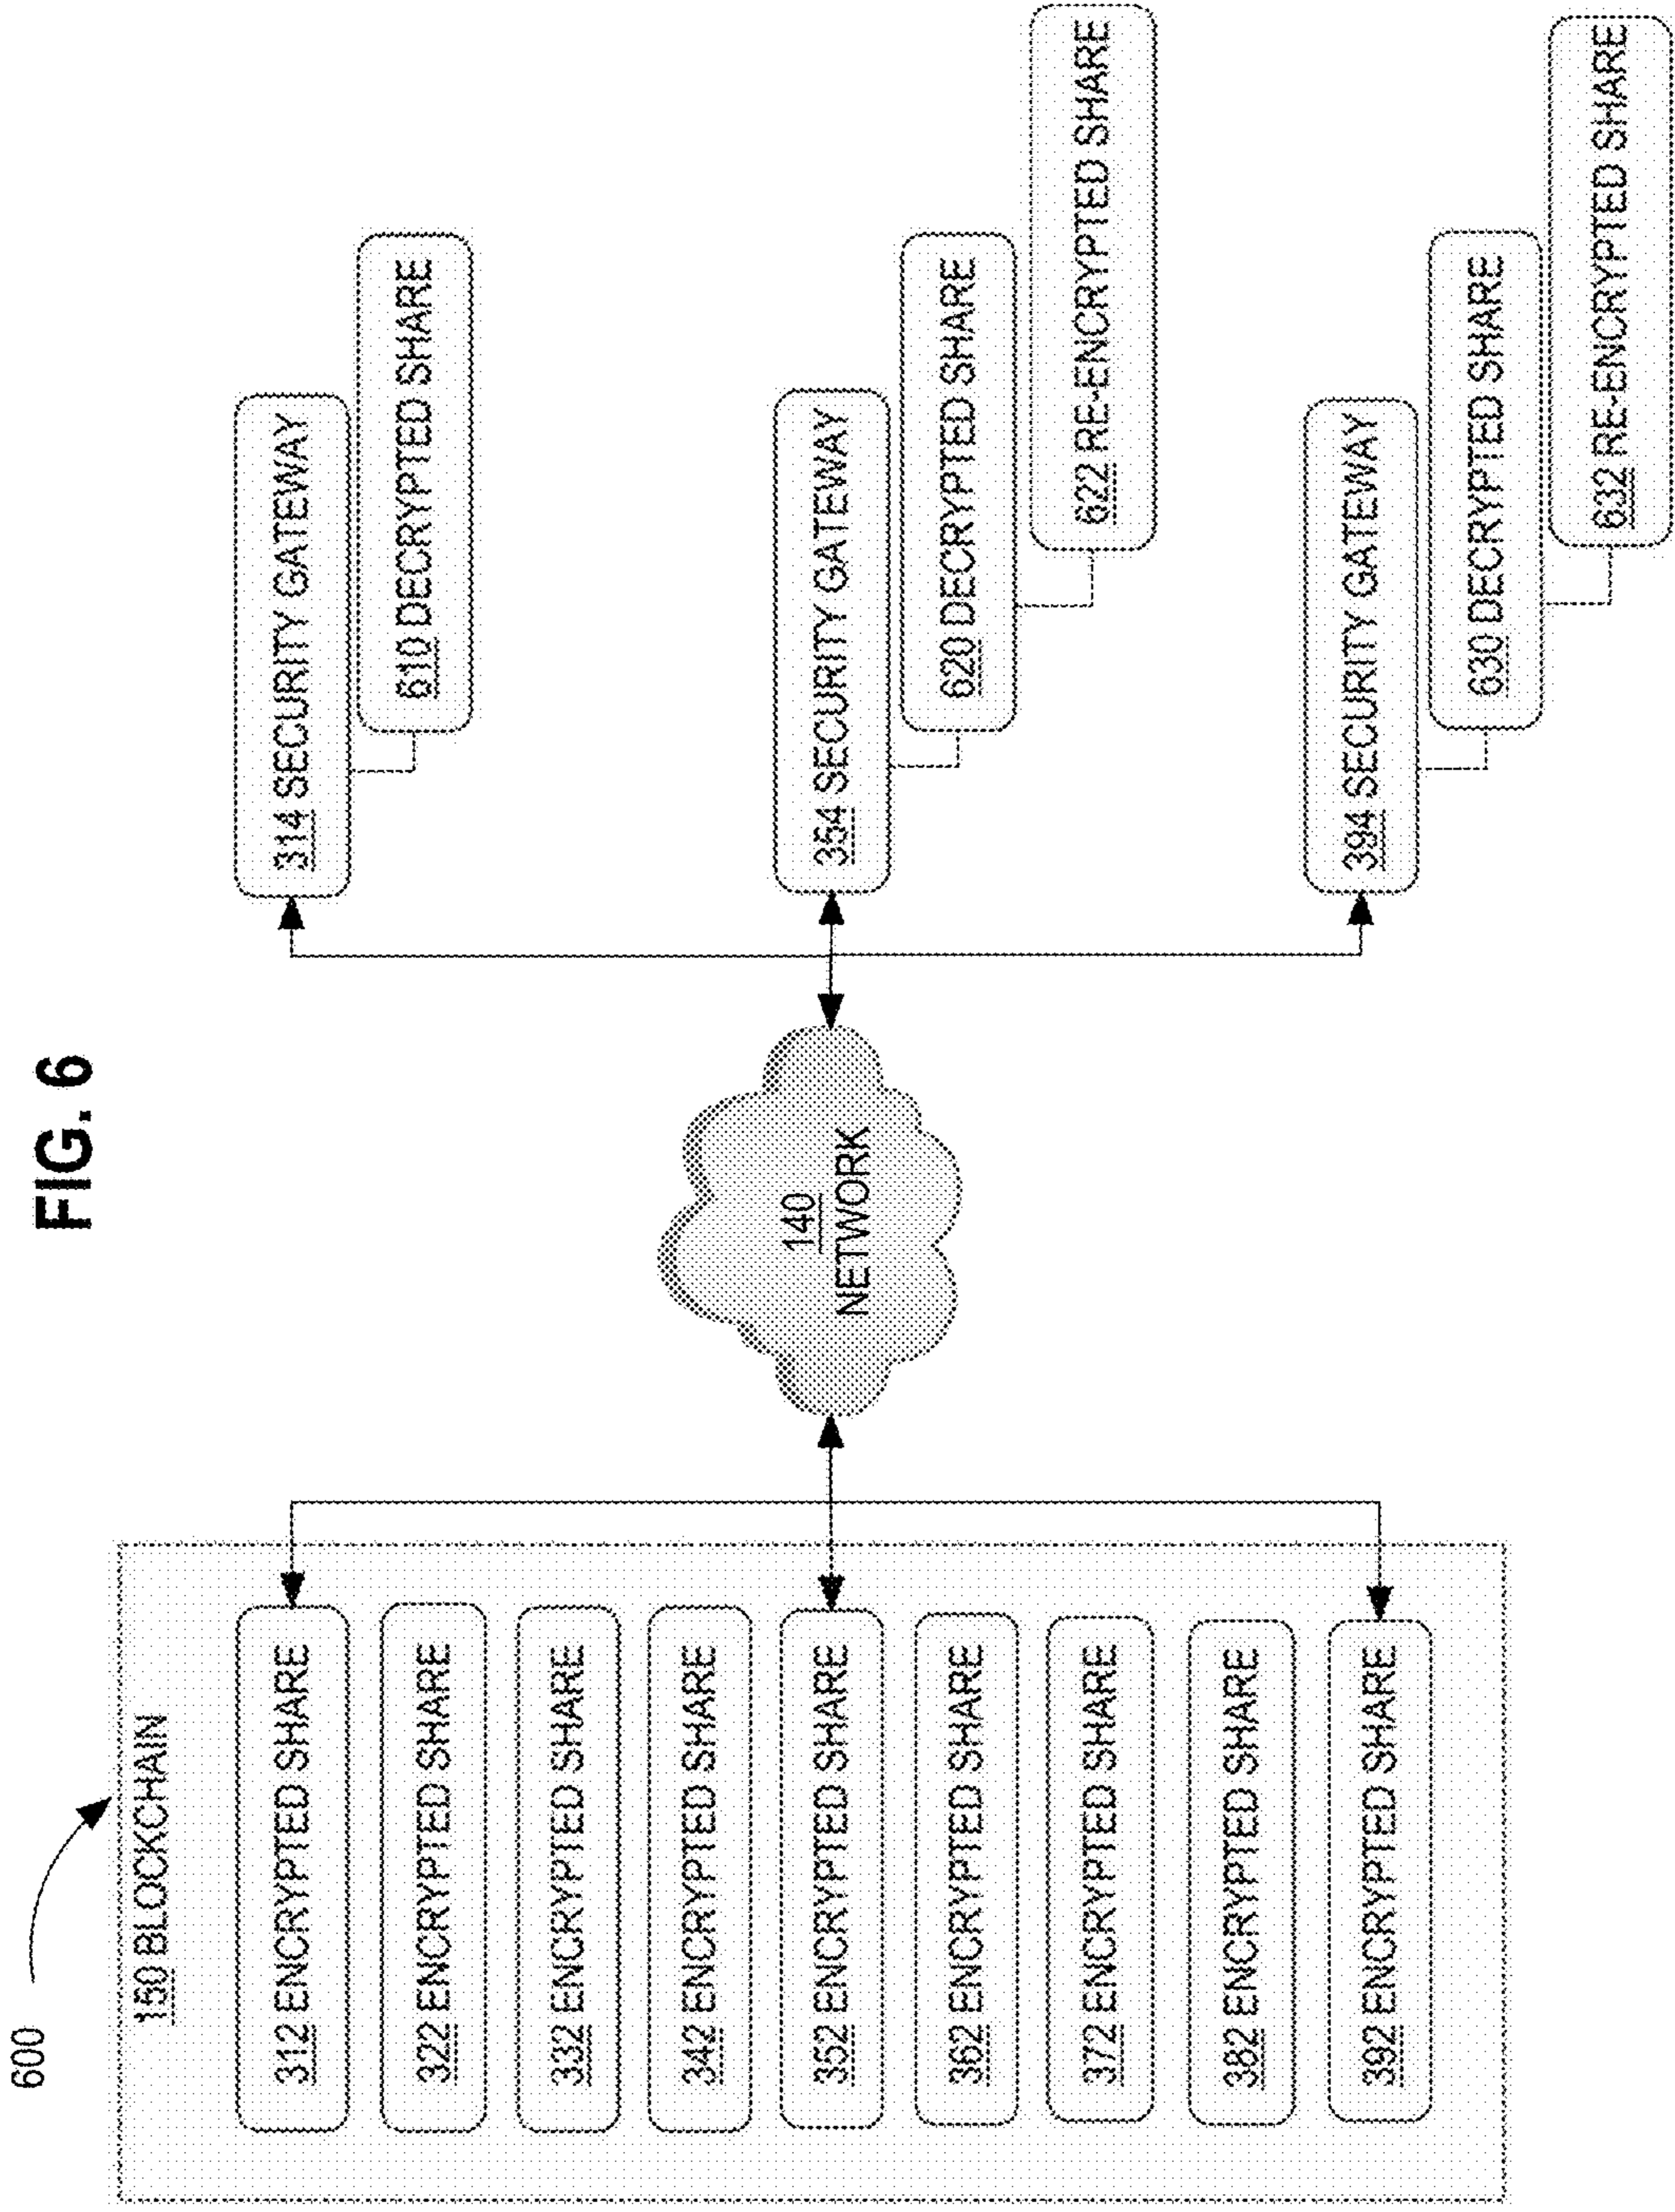 FIG. 6
600
150 BLOCKCHAIN
312 ENCRYPTED SHARE
322 ENCRYPTED SHARE
332 ENCRYPTED SHARE
342 ENCRYPTED SHARE
352 ENCRYPTED SHARE
362 ENCRYPTED SHARE
372 ENCRYPTED SHARE
382 ENCRYPTED SHARE
392 ENCRYPTED SHARE
140
NETWORK
314 SECURITY GATEWAY
610 DECRYPTED SHARE
354 SECURITY GATEWAY
620 DECRYPTED SHARE
622 RE-ENCRYPTED SHARE
394 SECURITY GATEWAY
630 DECRYPTED SHARE
632 RE-ENCRYPTED SHARE